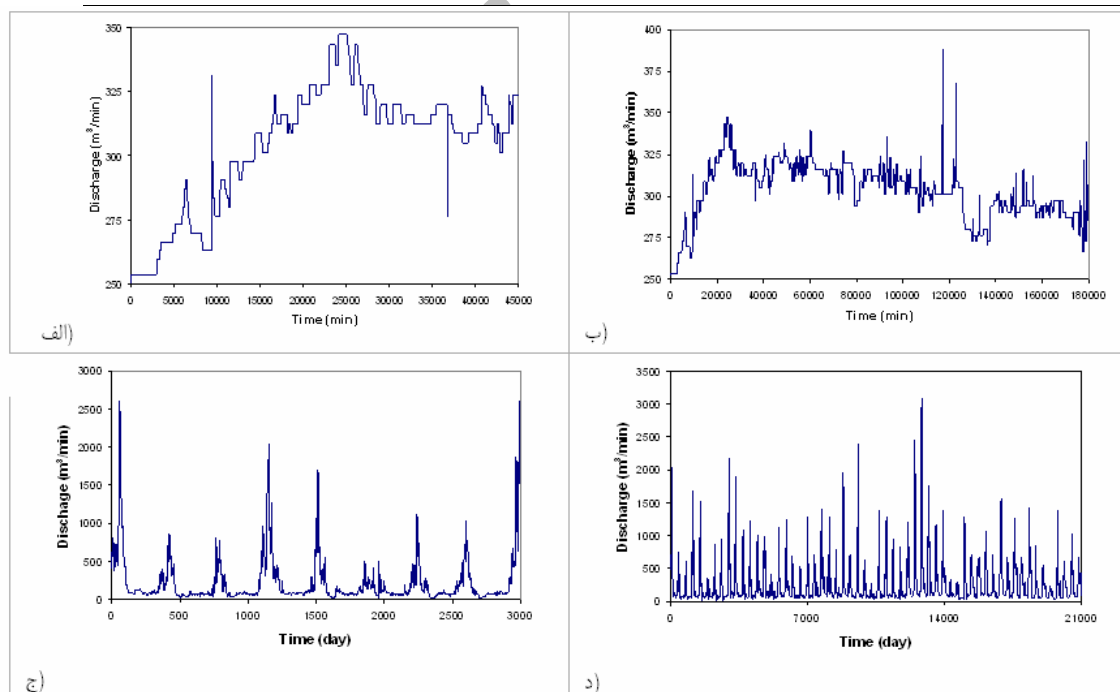 350
325
300
275
250
Discharge (m³/min)
0 5000 10000 15000 20000 25000 30000 35000 40000 45000
Time (min)
الف)
400
375
350
325
300
275
250
Discharge (m³/min)
0 20000 40000 60000 80000 100000 120000 140000 160000 180000
Time (min)
ب)
3000
2500
2000
1500
1000
500
0
Dischage (m³/min)
0 500 1000 1500 2000 2500 3000
Time (day)
ج)
3500
3000
2500
2000
1500
1000
500
0
Discharge (m³/min)
0 7000 14000 21000
Time (day)
د)